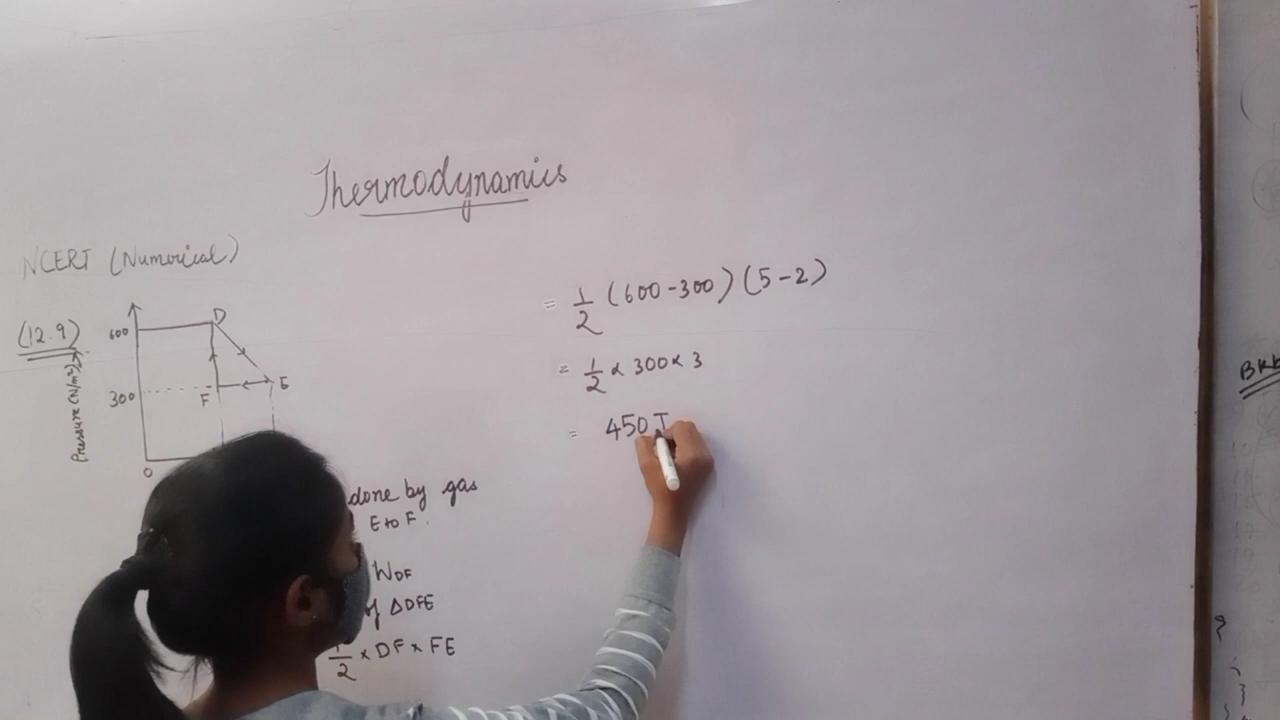 Thermodynamics
NCERT (Numerical)
(12.9)
Pressure (N/m²)
600
300
O
D
E
F
done by gas
E to F.
WDF
of ΔDFE
1/2 × DF × FE
= 1/2 (600 - 300) (5 - 2)
= 1/2 × 300 × 3
= 450 J